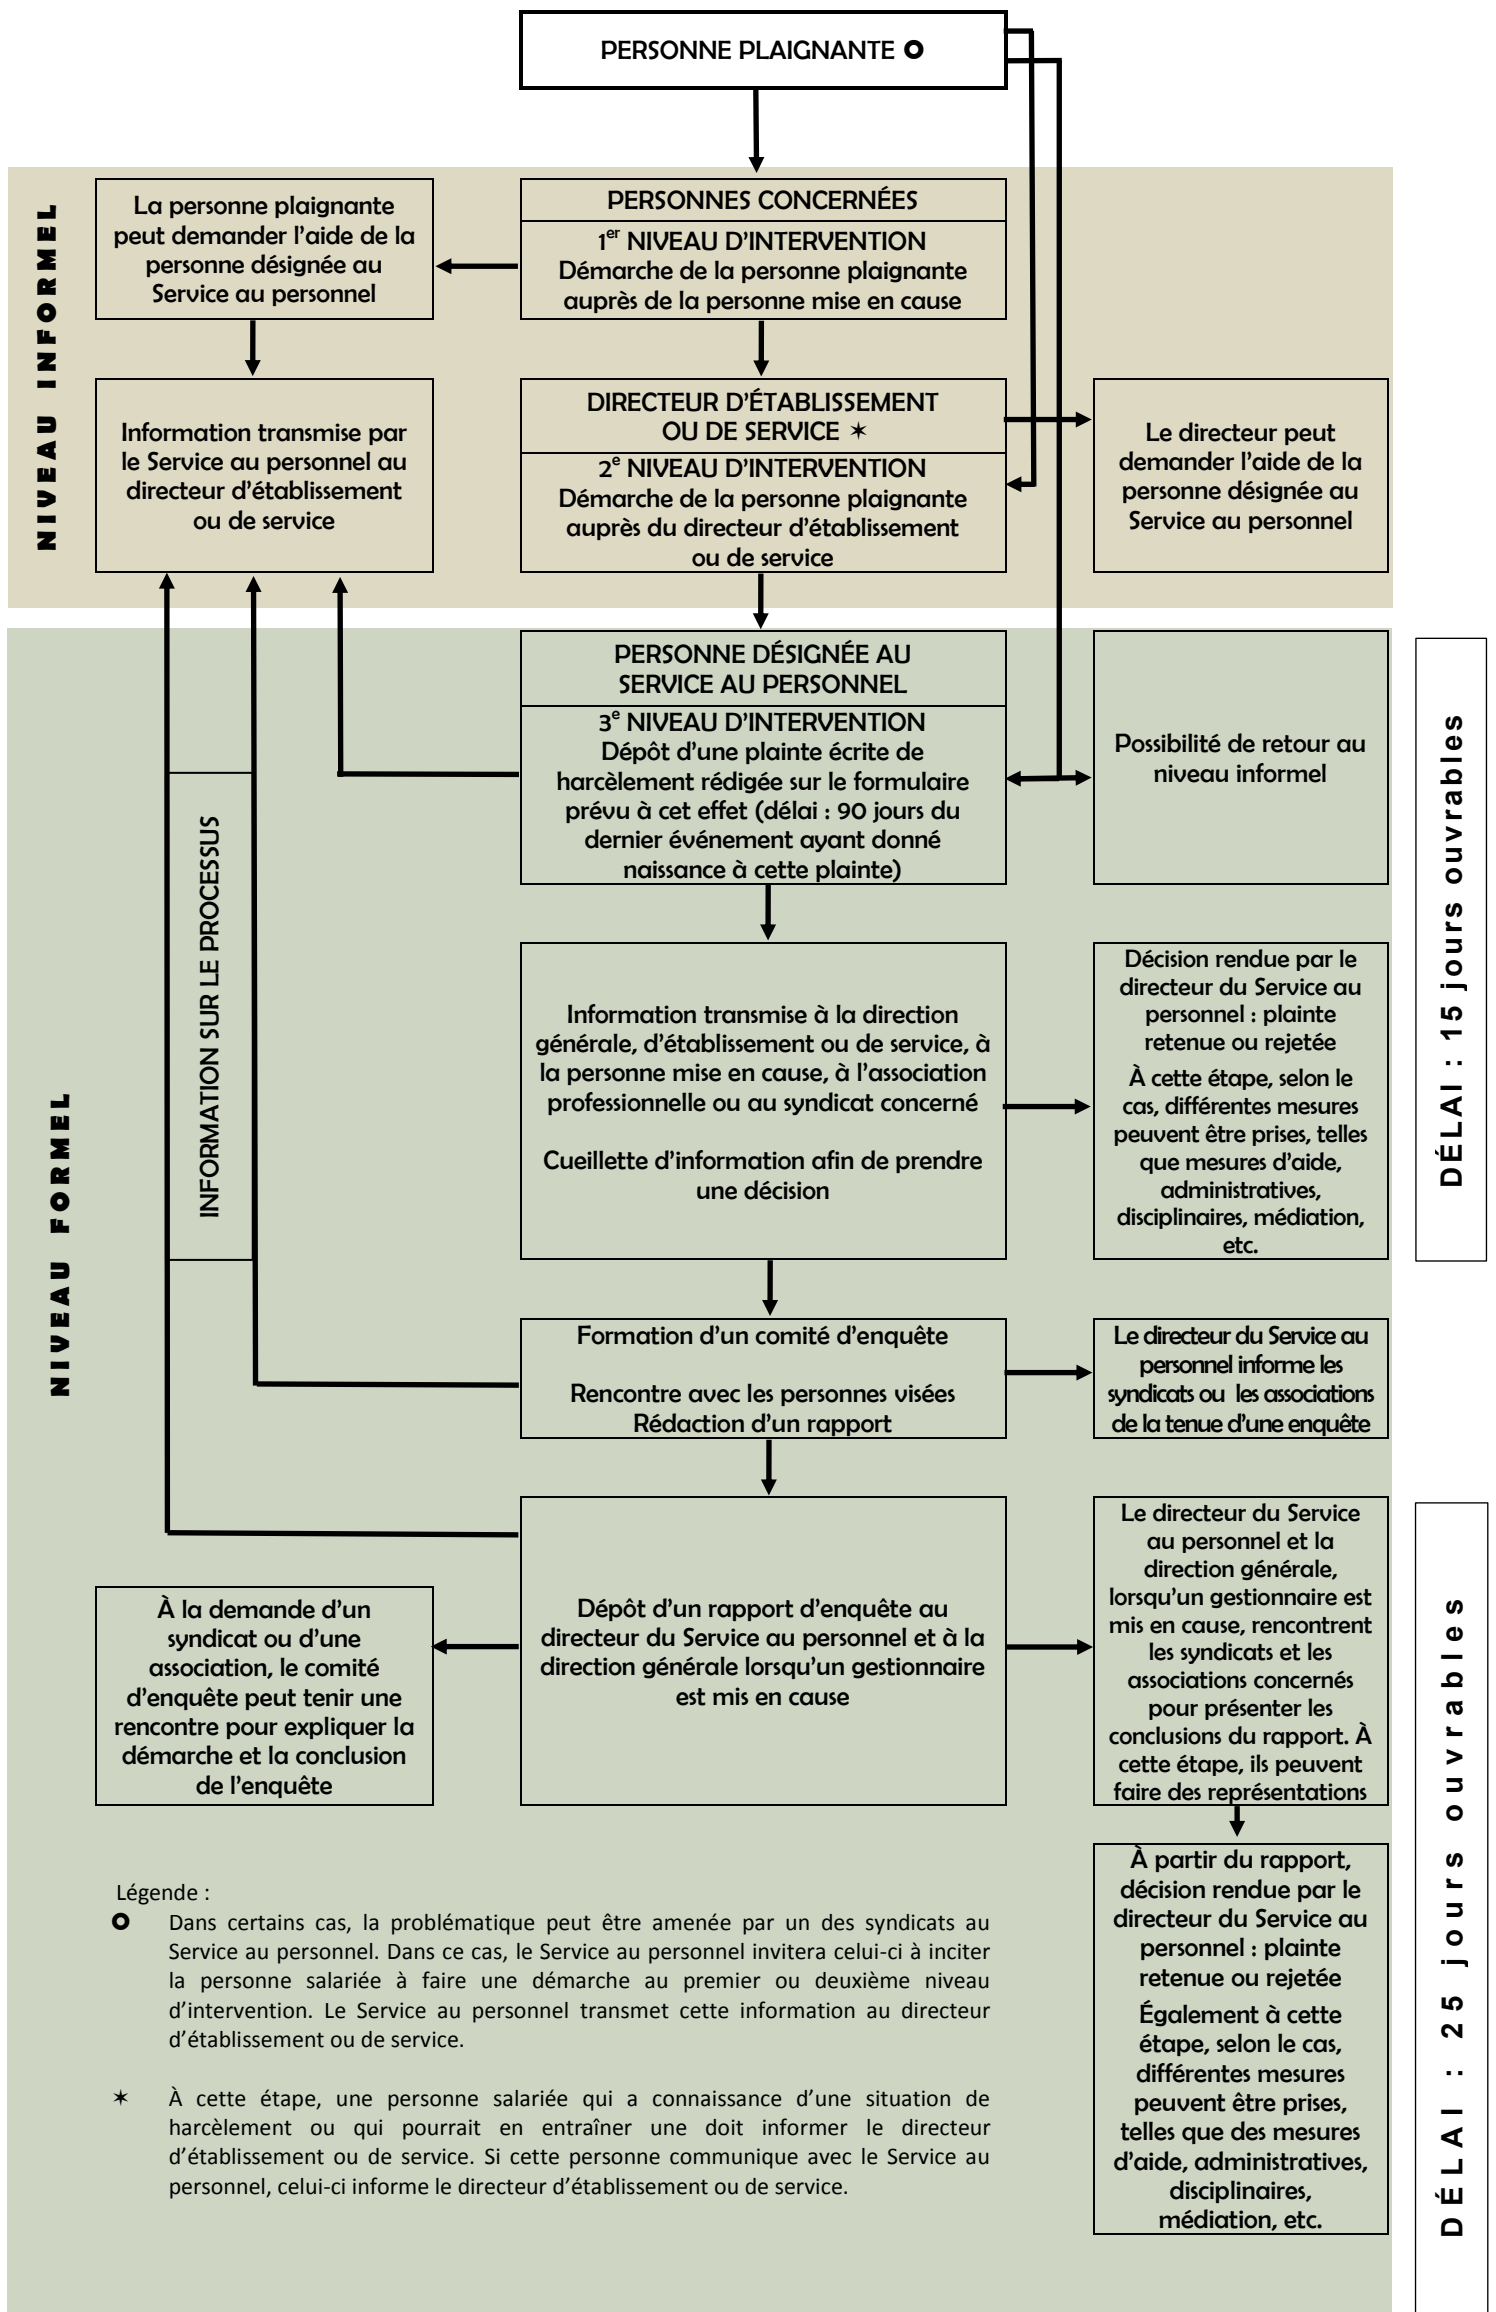 PERSONNE PLAIGNANTE
NIVEAU INFORMEL
La personne plaignante
peut demander l’aide de la
personne désignée au
Service au personnel
PERSONNES CONCERNÉES
1er NIVEAU D’INTERVENTION
Démarche de la personne plaignante
auprès de la personne mise en cause
Information transmise par
le Service au personnel au
directeur d’établissement
ou de service
DIRECTEUR D’ÉTABLISSEMENT
OU DE SERVICE ✶
2e NIVEAU D’INTERVENTION
Démarche de la personne plaignante
auprès du directeur d’établissement
ou de service
Le directeur peut
demander l’aide de la
personne désignée au
Service au personnel
NIVEAU FORMEL
INFORMATION SUR LE PROCESSUS
PERSONNE DÉSIGNÉE AU
SERVICE AU PERSONNEL
3e NIVEAU D’INTERVENTION
Dépôt d’une plainte écrite de
harcèlement rédigée sur le formulaire
prévu à cet effet (délai : 90 jours du
dernier événement ayant donné
naissance à cette plainte)
Possibilité de retour au
niveau informel
DÉLAI : 15 jours ouvrables
Information transmise à la direction
générale, d’établissement ou de service, à
la personne mise en cause, à l’association
professionnelle ou au syndicat concerné
Cueillette d’information afin de prendre
une décision
Décision rendue par le
directeur du Service au
personnel : plainte
retenue ou rejetée
À cette étape, selon le
cas, différentes mesures
peuvent être prises, telles
que mesures d’aide,
administratives,
disciplinaires, médiation,
etc.
Formation d’un comité d’enquête
Rencontre avec les personnes visées
Rédaction d’un rapport
Le directeur du Service au
personnel informe les
syndicats ou les associations
de la tenue d’une enquête
À la demande d’un
syndicat ou d’une
association, le comité
d’enquête peut tenir une
rencontre pour expliquer la
démarche et la conclusion
de l’enquête
Dépôt d’un rapport d’enquête au
directeur du Service au personnel et à la
direction générale lorsqu’un gestionnaire
est mis en cause
Le directeur du Service
au personnel et la
direction générale,
lorsqu’un gestionnaire est
mis en cause, rencontrent
les syndicats et les
associations concernés
pour présenter les
conclusions du rapport. À
cette étape, ils peuvent
faire des représentations
DÉLAI : 25 jours ouvrables
À partir du rapport,
décision rendue par le
directeur du Service au
personnel : plainte
retenue ou rejetée
Également à cette
étape, selon le cas,
différentes mesures
peuvent être prises,
telles que des mesures
d’aide, administratives,
disciplinaires,
médiation, etc.
Légende :
Dans certains cas, la problématique peut être amenée par un des syndicats au
Service au personnel. Dans ce cas, le Service au personnel invitera celui-ci à inciter
la personne salariée à faire une démarche au premier ou deuxième niveau
d’intervention. Le Service au personnel transmet cette information au directeur
d’établissement ou de service.
✶ À cette étape, une personne salariée qui a connaissance d’une situation de
harcèlement ou qui pourrait en entraîner une doit informer le directeur
d’établissement ou de service. Si cette personne communique avec le Service au
personnel, celui-ci informe le directeur d’établissement ou de service.